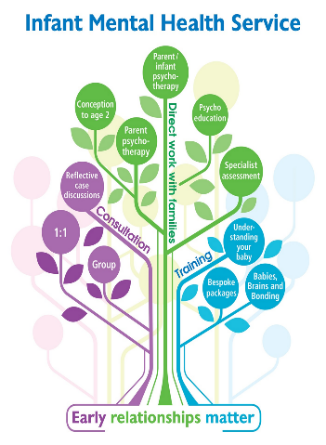 Infant Mental Health Service
Parent/
infant
psycho-
therapy
Conception
to age 2
Psycho
education
Parent
psycho-
therapy
Direct work with families
Specialist
assessment
Reflective
case
discussions
Consultation
1:1
Group
Training
Under-
standing
your
baby
Bespoke
packages
Babies,
Brains and
Bonding
Early relationships matter